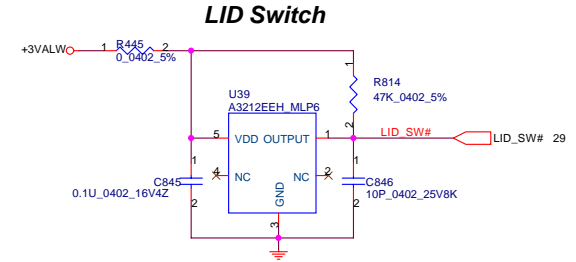 LID Switch
+3VALW
1
R445
2
0_0402_5%
1
R814
47K_0402_5%
2
U39
A3212EEH_MLP6
5
VDD
OUTPUT
1
LID_SW#
LID_SW#
29
4
NC
NC
2
GND
3
1
C845
0.1U_0402_16V4Z
2
1
C846
10P_0402_25V8K
2